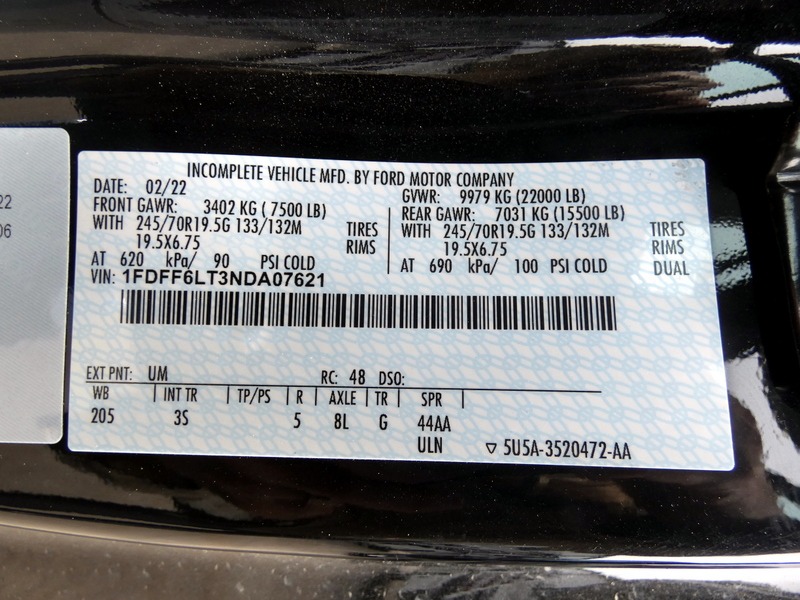 22
06
INCOMPLETE VEHICLE MFD. BY FORD MOTOR COMPANY
DATE: 02/22 GVWR: 9979 KG (22000 LB)
FRONT GAWR: 3402 KG ( 7500 LB) REAR GAWR: 7031 KG (15500 LB)
WITH 245/70R19.5G 133/132M TIRES WITH 245/70R19.5G 133/132M TIRES
19.5X6.75 RIMS 19.5X6.75 RIMS
AT 620 kPa/ 90 PSI COLD AT 690 kPa/ 100 PSI COLD DUAL
VIN: 1FDFF6LT3NDA07621
EXT PNT: UM RC: 48 DSO:
WB | INT TR | TP/PS | R | AXLE | TR | SPR |
205 3S 5 8L G 44AA
ULN ▽ 5U5A-3520472-AA